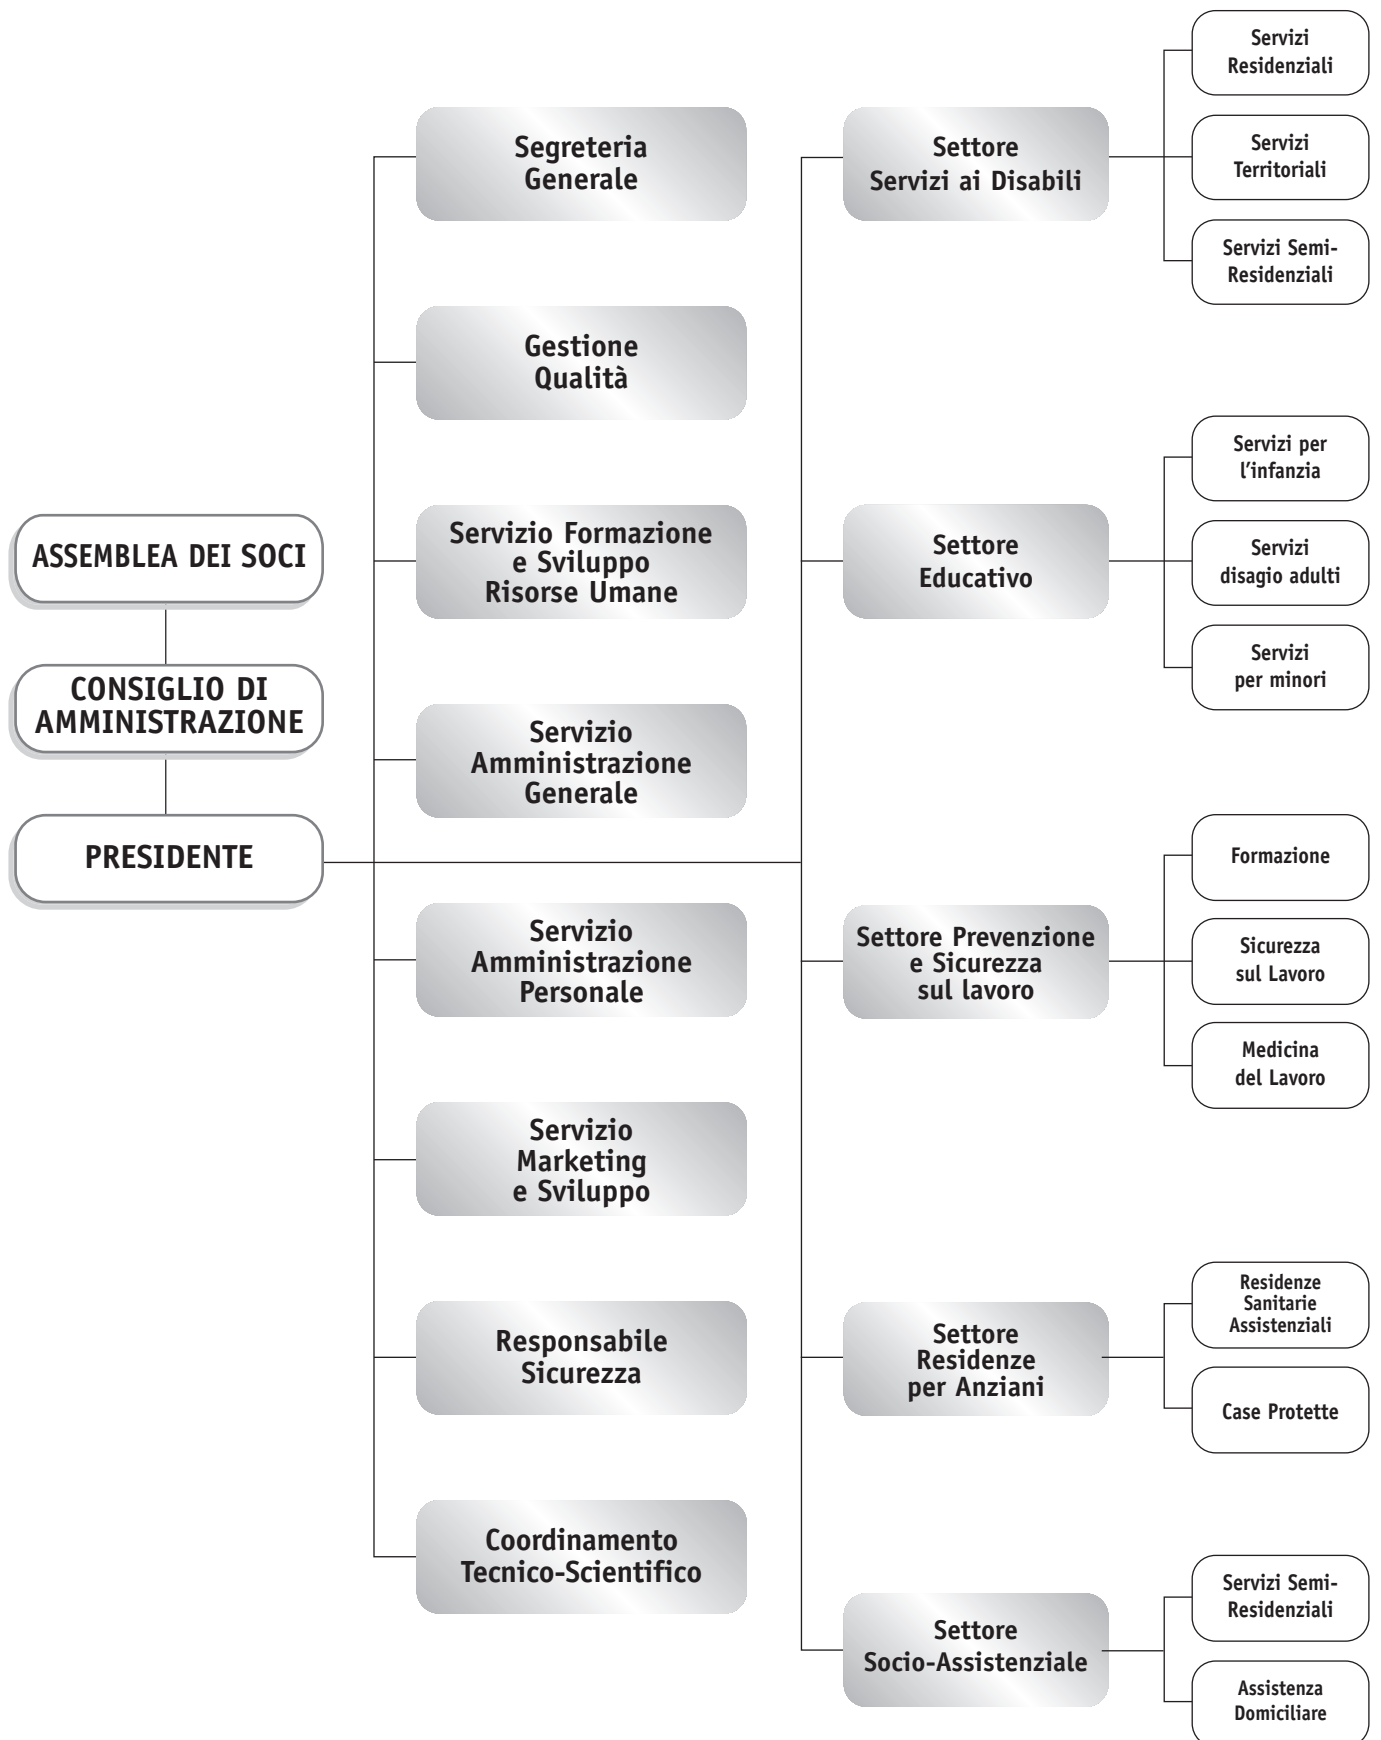 ASSEMBLEA DEI SOCI
CONSIGLIO DI
AMMINISTRAZIONE
PRESIDENTE
Segreteria
Generale
Gestione
Qualità
Servizio Formazione
e Sviluppo
Risorse Umane
Servizio
Amministrazione
Generale
Servizio
Amministrazione
Personale
Servizio
Marketing
e Sviluppo
Responsabile
Sicurezza
Coordinamento
Tecnico-Scientifico
Settore
Servizi ai Disabili
Servizi
Residenziali
Servizi
Territoriali
Servizi Semi-
Residenziali
Settore
Educativo
Servizi per
l'infanzia
Servizi
disagio adulti
Servizi
per minori
Settore Prevenzione
e Sicurezza
sul lavoro
Formazione
Sicurezza
sul Lavoro
Medicina
del Lavoro
Settore
Residenze
per Anziani
Residenze
Sanitarie
Assistenziali
Case Protette
Settore
Socio-Assistenziale
Servizi Semi-
Residenziali
Assistenza
Domiciliare